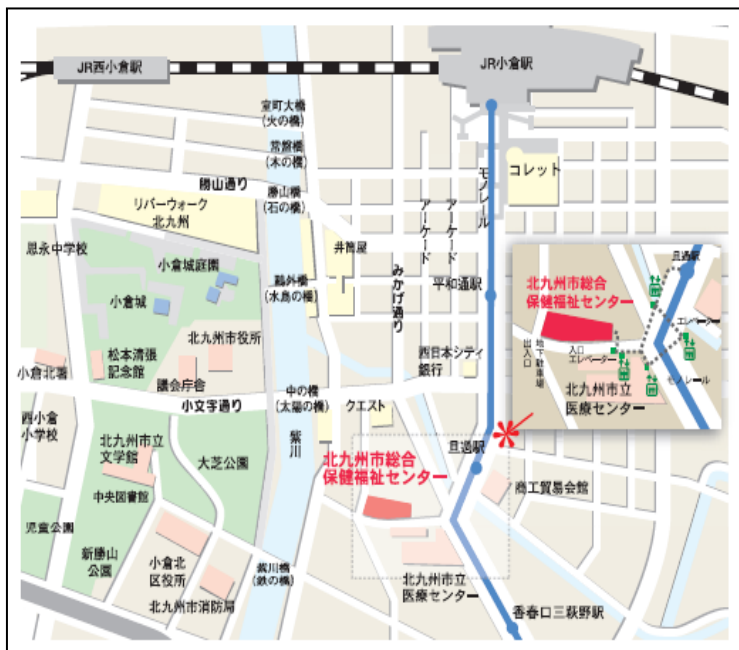 JR西小倉駅
JR小倉駅
室町大橋
(火の橋)
常盤橋
(木の橋)
勝山通り
勝山橋
(石の橋)
リバーウォーク
北九州
アーケード
アーケード
モノレール
コレット
思永中学校
小倉城庭園
井筒屋
みかげ通り
小倉城
鷗外橋
(水鳥の橋)
平和通駅
松本清張
記念館
北九州市役所
小倉北署
議会庁舎
西日本シティ
銀行
小文字通り
中の橋
(太陽の橋)
クエスト
西小倉
小学校
北九州市立
文学館
大芝公園
紫川
旦過駅
北九州市総合
保健福祉センター
中央図書館
商工貿易会館
児童公園
新勝山
公園
小倉北
区役所
紫川橋
(鉄の橋)
北九州市消防局
北九州市立
医療センター
香春口三萩野駅
旦過駅
北九州市総合
保健福祉センター
エレベーター
地下駐車場
出入口
入口
エレベーター
モノレール
北九州市立
医療センター